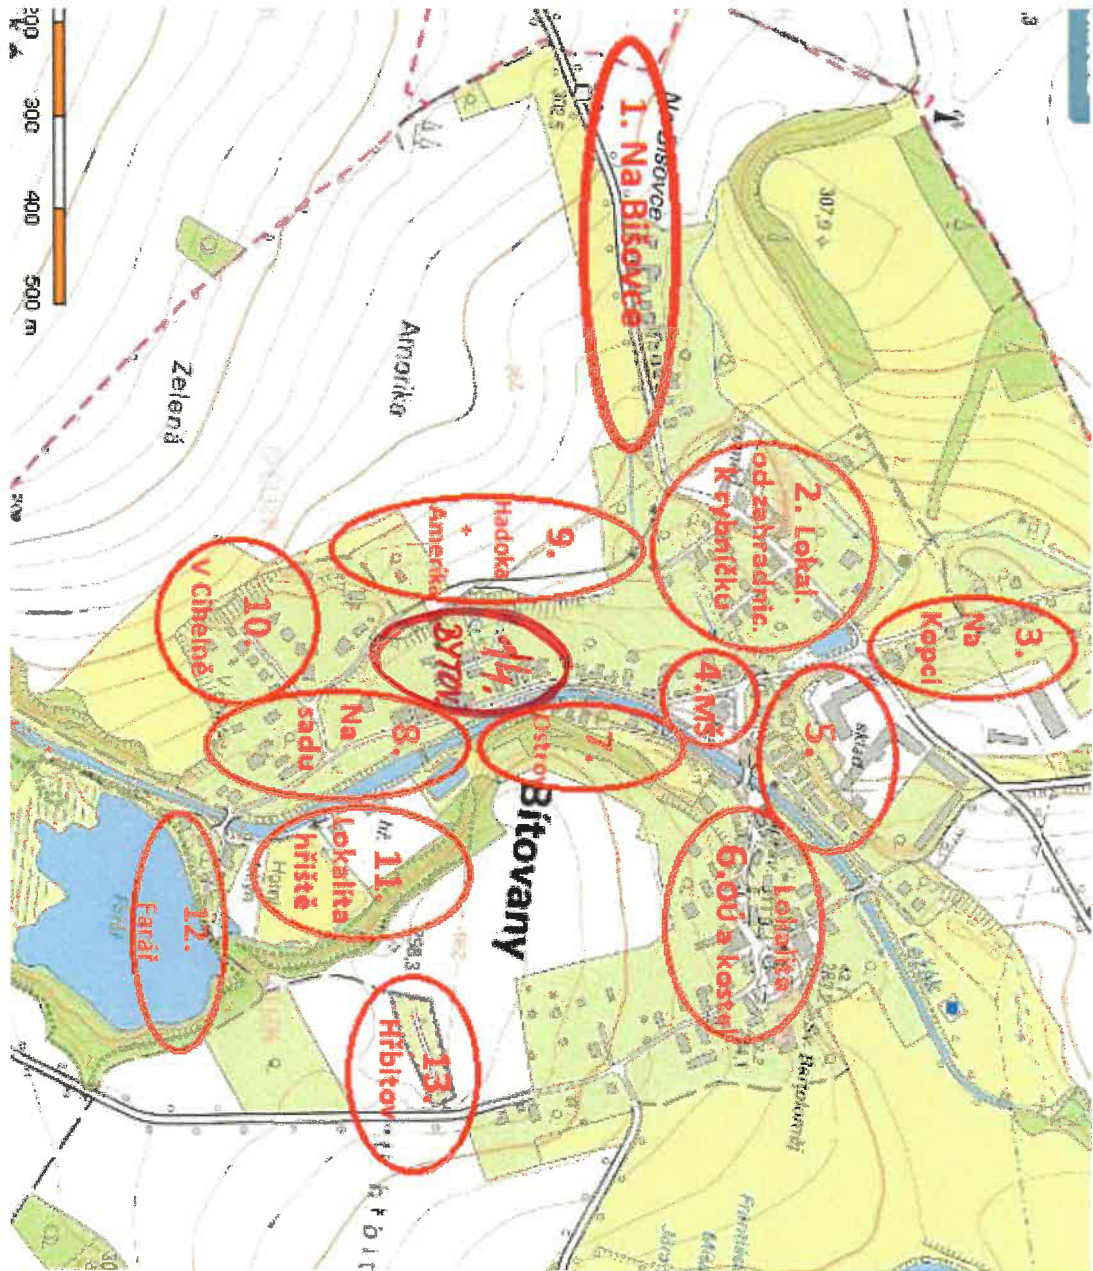 1. Na Bišovce
2. Lokal.
od zahradnic.
k rybníčku
3.
Na
Kopci
4.MŠ
5.
sklad
Lokalita
6.OÚ a kostel
7.
Ostrov
8.
Na
sadu
9.
Hadoka
+
Amerika
10.
v Cihelně
11.
Lokalita
hřiště
12.
Farář
13.
Hřbitov
14.
BYTOV
Bítovany
Amerika
Zelená
307,9
300
400
500 m